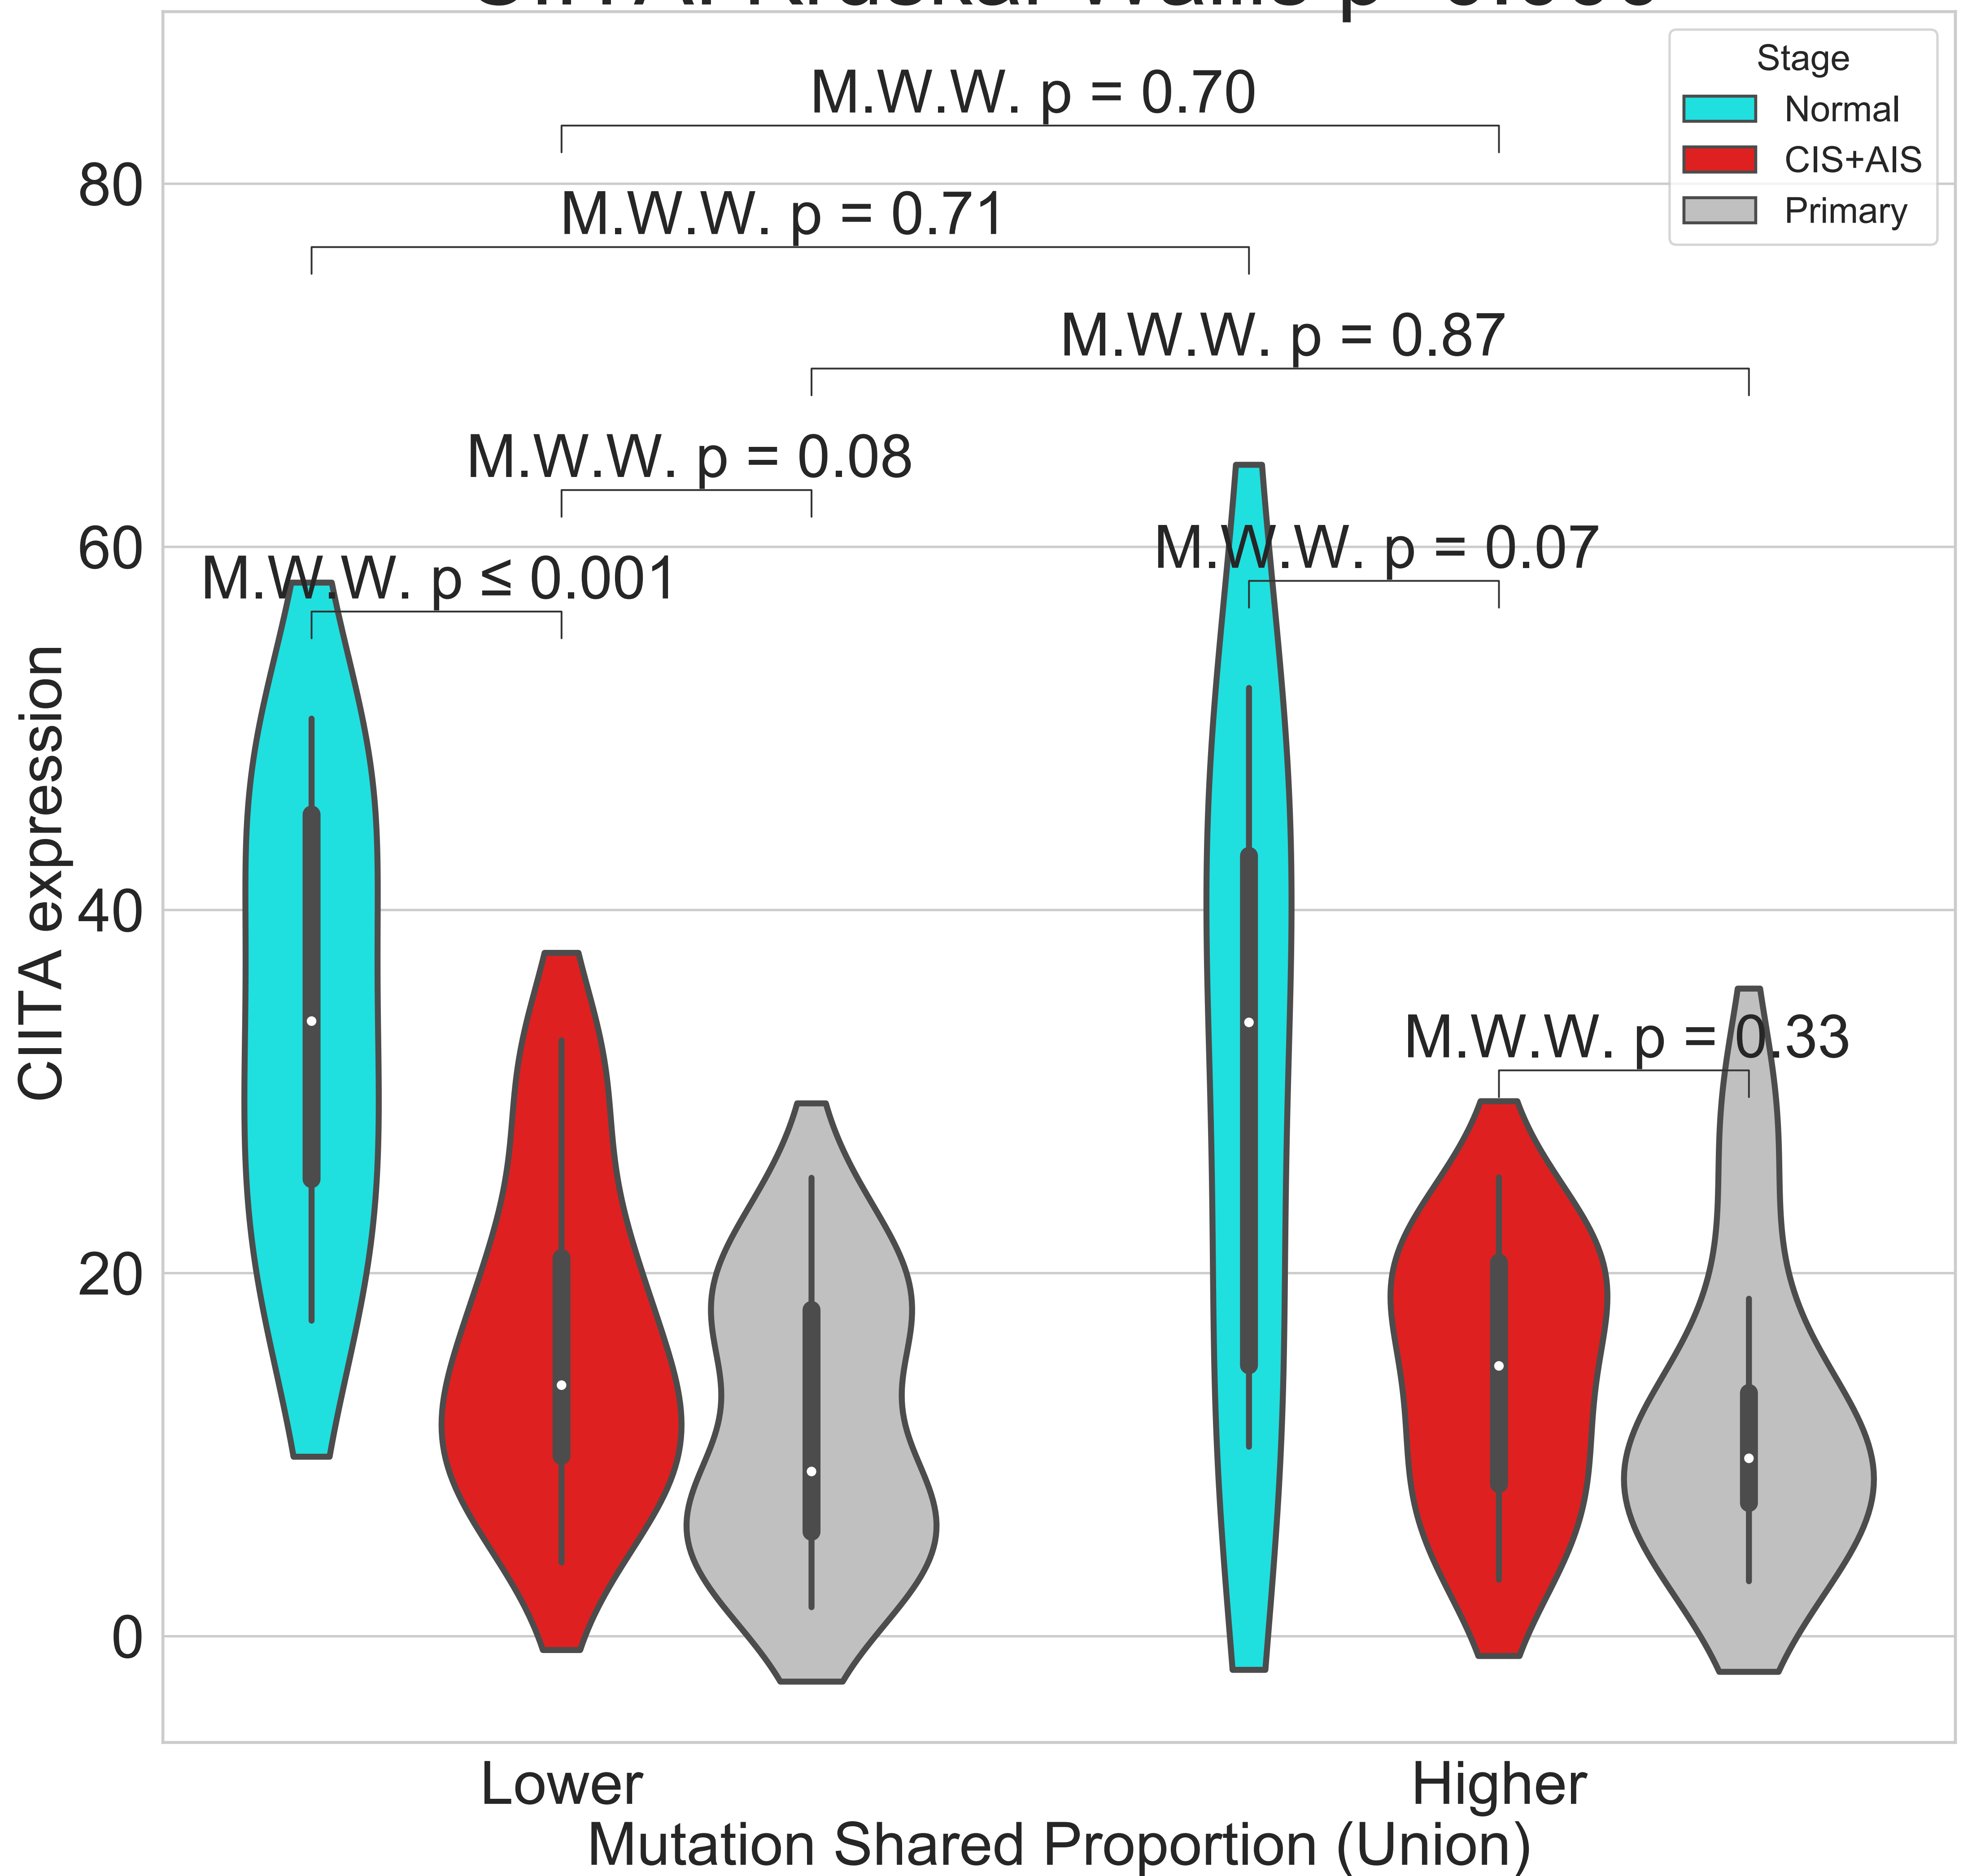 Stage
Normal
CIS+AIS
Primary
M.W.W. p = 0.70
80
M.W.W. p = 0.71
M.W.W. p = 0.87
M.W.W. p = 0.08
60
M.W.W. p = 0.07
M.W.W. p ≤ 0.001
CIITA expression
40
M.W.W. p = 0.33
20
0
Lower
Higher
Mutation Shared Proportion (Union)